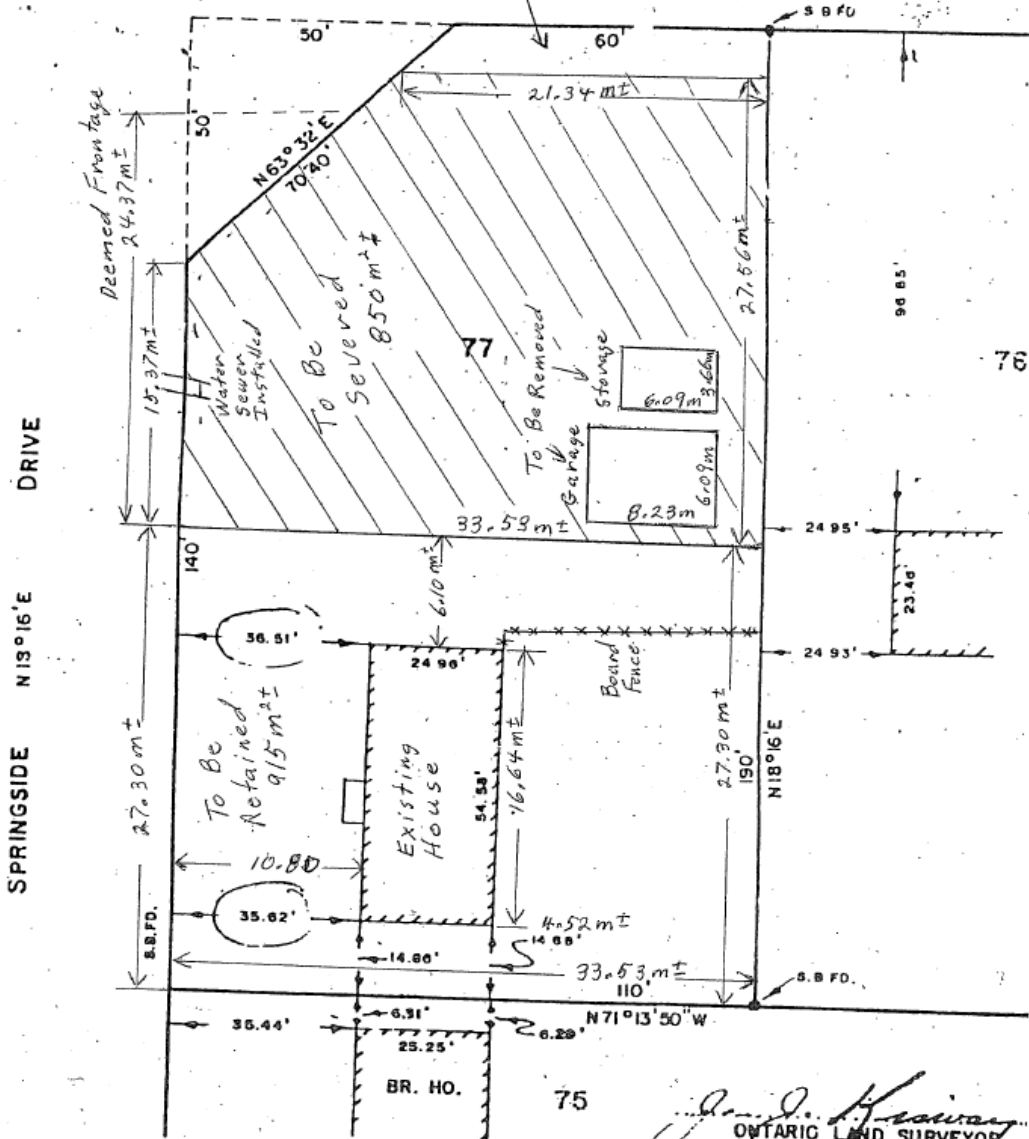 S B FD
50'
60'
21.34 m±
Deemed Frontage
24.37m±
50'
N63°32'E
70.40'
27.56m±
96 85'
15.37m±
Water
Sewer
Installed
To Be
Severed
850 m²±
77
76
To Be Removed
Storage
6.09m
3.66m
Garage
8.23m
6.09m
33.53m±
24 95'
23.46'
24 93'
140'
6.10m±
36.51'
24 96'
Board
Fence
SPRINGSIDE N13°16'E DRIVE
27.30m±
To Be
Retained
915m²±
Existing
House
54.58'
16.64m±
27.30m±
190'
N18°16'E
10.80
35.62'
S.B.FD.
4.52m±
14.86'
14 68'
33.53m±
110'
S.B FD.
N71°13'50"W
6.31'
6.29'
35.44'
25.25'
BR. HO.
75
ONTARIO LAND SURVEYOR